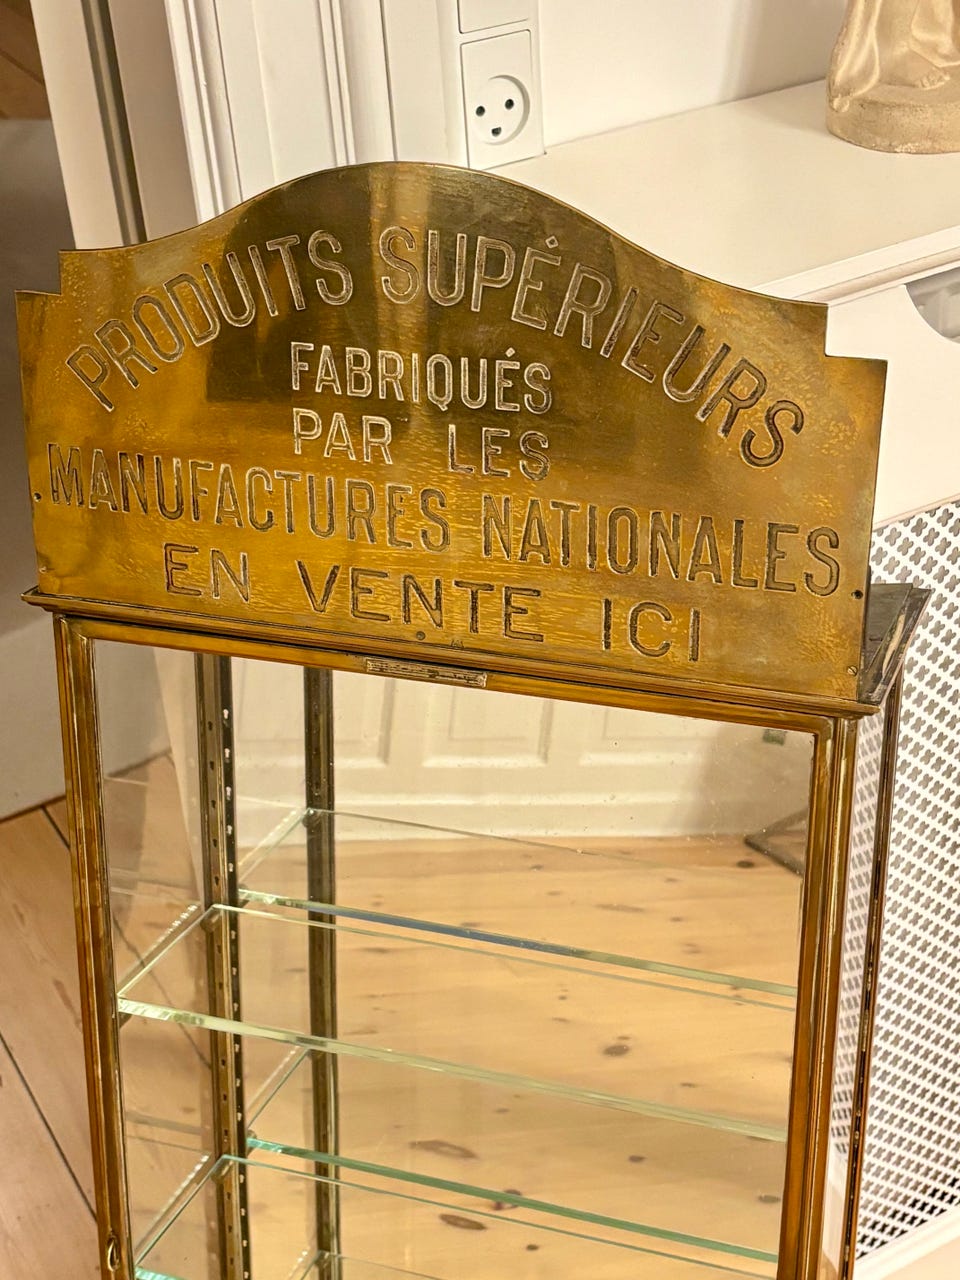 PRODUITS SUPÉRIEURS
FABRIQUÉS
PAR LES
MANUFACTURES NATIONALES
EN VENTE ICI